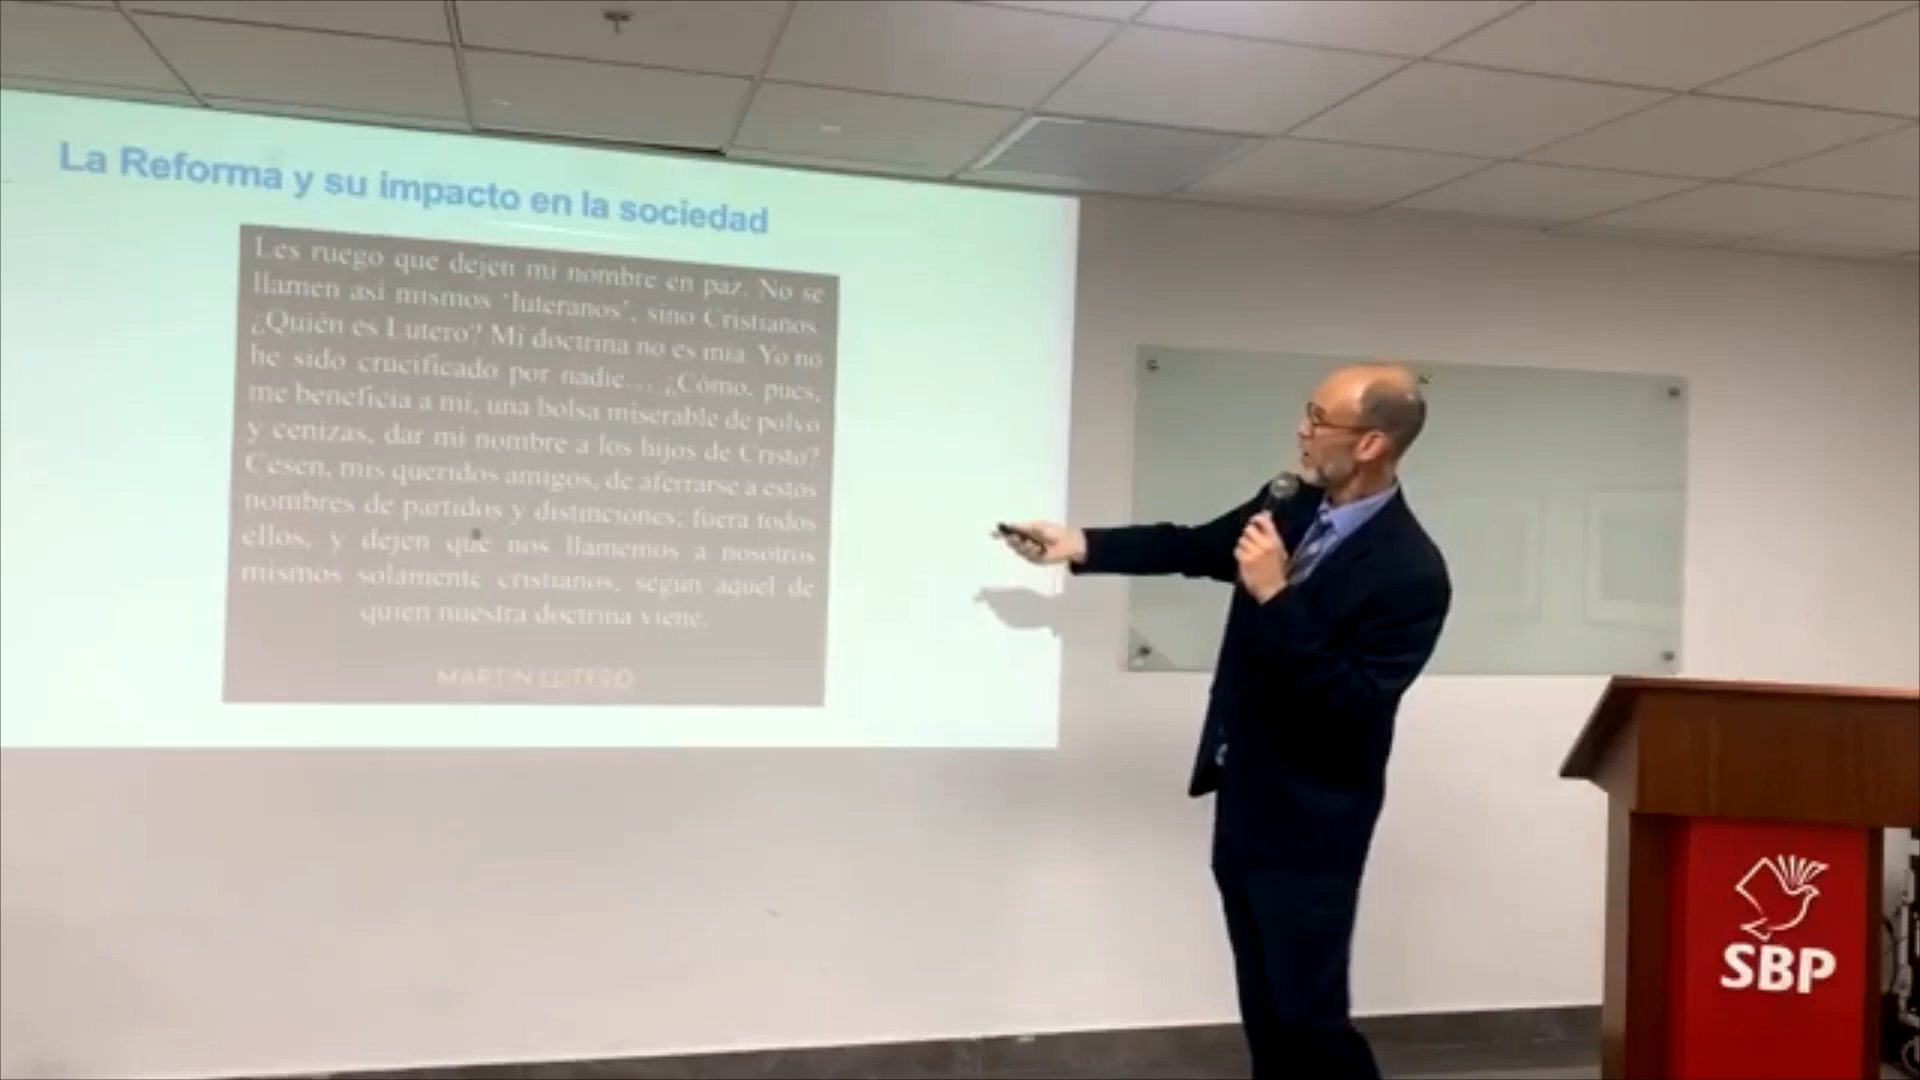 La Reforma y su impacto en la sociedad
Les ruego que dejen mi nombre en paz. No se
llamen asi mismos ‘luteranos’, sino Cristianos.
¿Quién es Lutero? Mi doctrina no es mía. Yo no
he sido crucificado por nadie... ¿Cómo, pues,
me beneficia a mí, una bolsa miserable de polvo
y cenizas, dar mi nombre a los hijos de Cristo?
Cesen, mis queridos amigos, de aferrarse a estos
nombres de partidos y distinciones; fuera todos
ellos, y dejen que nos llamemos a nosotros
mismos solamente cristianos, segun aquel de
quien nuestra doctrina viene.
MARTÍN LUTERO
SBP